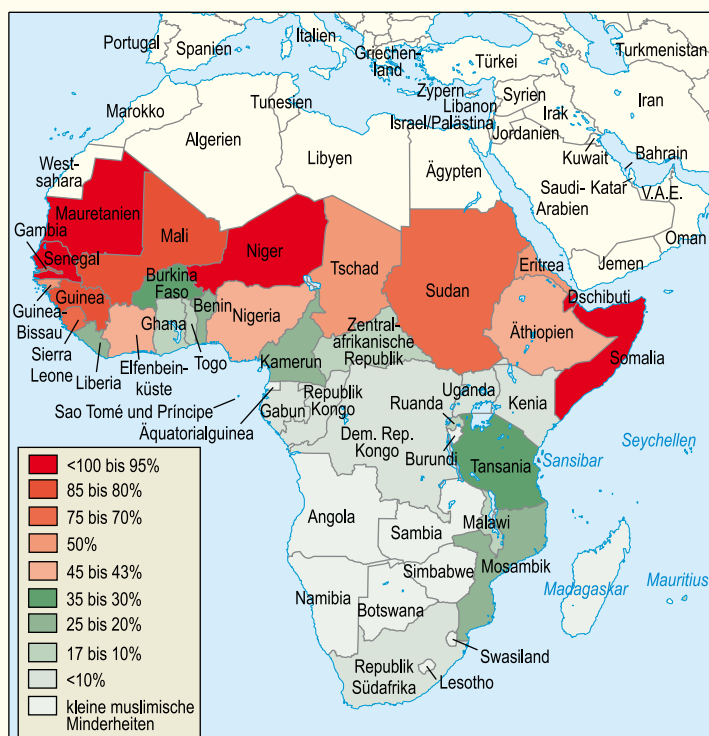 Portugal
Spanien
Italien
Griechen-
land
Türkei
Turkmenistan
Zypern
Libanon
Syrien
Israel/Palästina
Jordanien
Irak
Iran
Kuwait
Bahrain
Saudi-
Arabien
Katar
V.A.E.
Oman
Jemen
Marokko
Tunesien
Algerien
Libyen
Ägypten
West-
sahara
Mauretanien
Mali
Niger
Tschad
Sudan
Eritrea
Dschibuti
Gambia
Senegal
Guinea
Guinea-
Bissau
Sierra
Leone
Liberia
Elfenbein-
küste
Burkina
Faso
Ghana
Togo
Benin
Nigeria
Kamerun
Zentral-
afrikanische
Republik
Äthiopien
Somalia
Sao Tomé und Príncipe
Äquatorialguinea
Gabun
Republik
Kongo
Dem. Rep.
Kongo
Uganda
Ruanda
Burundi
Kenia
Tansania
Sansibar
Seychellen
Angola
Sambia
Malawi
Mosambik
Simbabwe
Namibia
Botswana
Madagaskar
Mauritius
Swasiland
Republik
Südafrika
Lesotho
<100 bis 95%
85 bis 80%
75 bis 70%
50%
45 bis 43%
35 bis 30%
25 bis 20%
17 bis 10%
<10%
kleine muslimische
Minderheiten